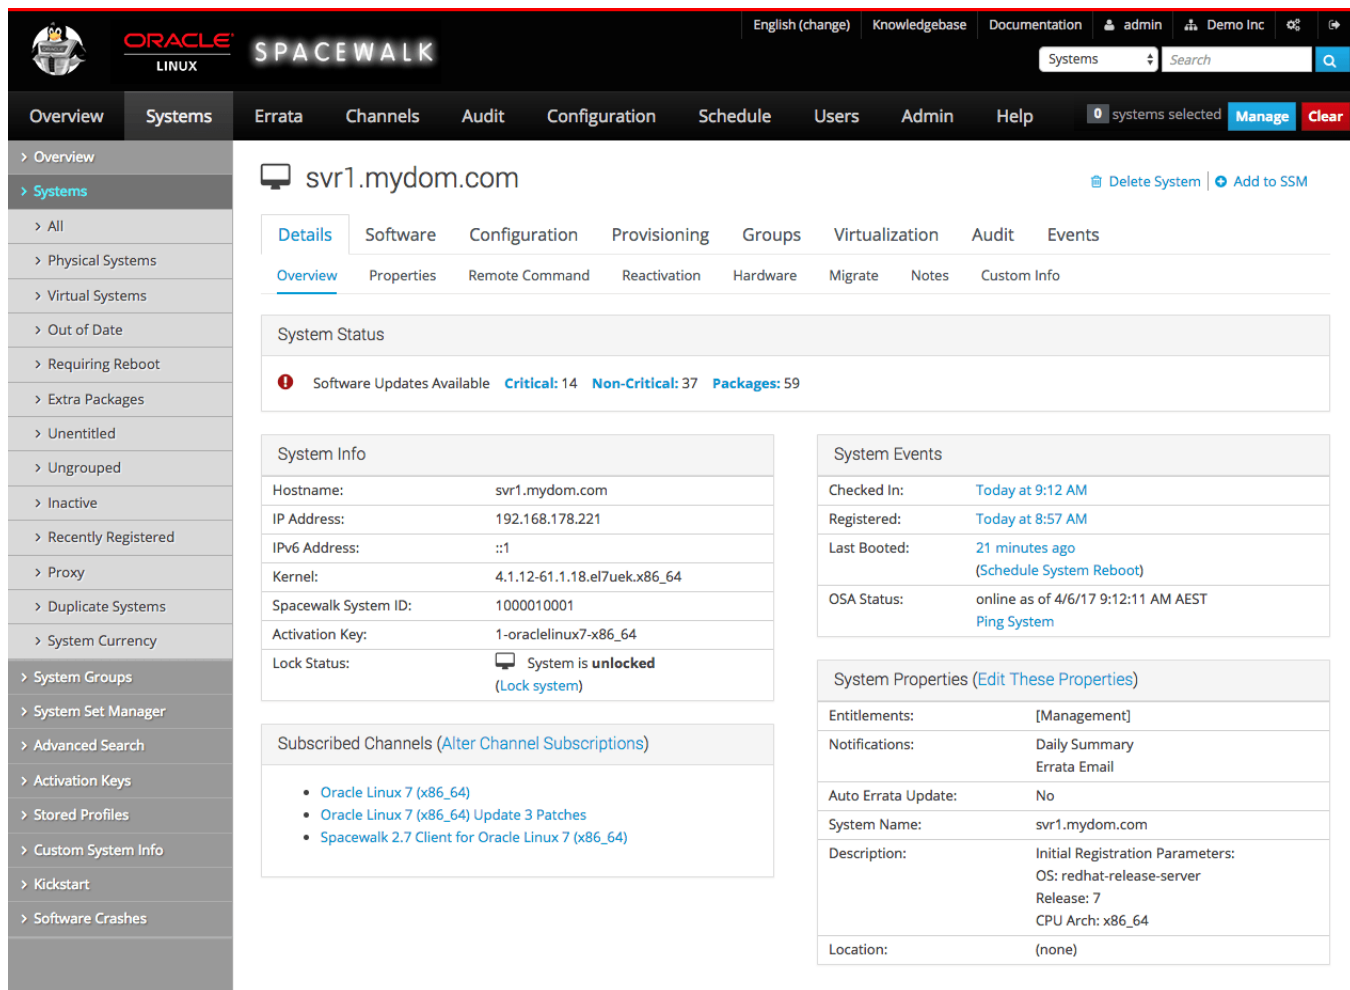 English (change) Knowledgebase Documentation admin Demo Inc
ORACLE
LINUX
SPACEWALK
Systems Search
Overview Systems Errata Channels Audit Configuration Schedule Users Admin Help 0 systems selected Manage Clear
Overview
Systems
All
Physical Systems
Virtual Systems
Out of Date
Requiring Reboot
Extra Packages
Unentitled
Ungrouped
Inactive
Recently Registered
Proxy
Duplicate Systems
System Currency
System Groups
System Set Manager
Advanced Search
Activation Keys
Stored Profiles
Custom System Info
Kickstart
Software Crashes
svr1.mydom.com
Delete System | Add to SSM
Details Software Configuration Provisioning Groups Virtualization Audit Events
Overview Properties Remote Command Reactivation Hardware Migrate Notes Custom Info
System Status
Software Updates Available Critical: 14 Non-Critical: 37 Packages: 59
System Info
Hostname: svr1.mydom.com
IP Address: 192.168.178.221
IPv6 Address: ::1
Kernel: 4.1.12-61.1.18.el7uek.x86_64
Spacewalk System ID: 1000010001
Activation Key: 1-oraclelinux7-x86_64
Lock Status: System is unlocked
(Lock system)
Subscribed Channels (Alter Channel Subscriptions)
• Oracle Linux 7 (x86_64)
• Oracle Linux 7 (x86_64) Update 3 Patches
• Spacewalk 2.7 Client for Oracle Linux 7 (x86_64)
System Events
Checked In: Today at 9:12 AM
Registered: Today at 8:57 AM
Last Booted: 21 minutes ago
(Schedule System Reboot)
OSA Status: online as of 4/6/17 9:12:11 AM AEST
Ping System
System Properties (Edit These Properties)
Entitlements: [Management]
Notifications: Daily Summary
Errata Email
Auto Errata Update: No
System Name: svr1.mydom.com
Description: Initial Registration Parameters:
OS: redhat-release-server
Release: 7
CPU Arch: x86_64
Location: (none)